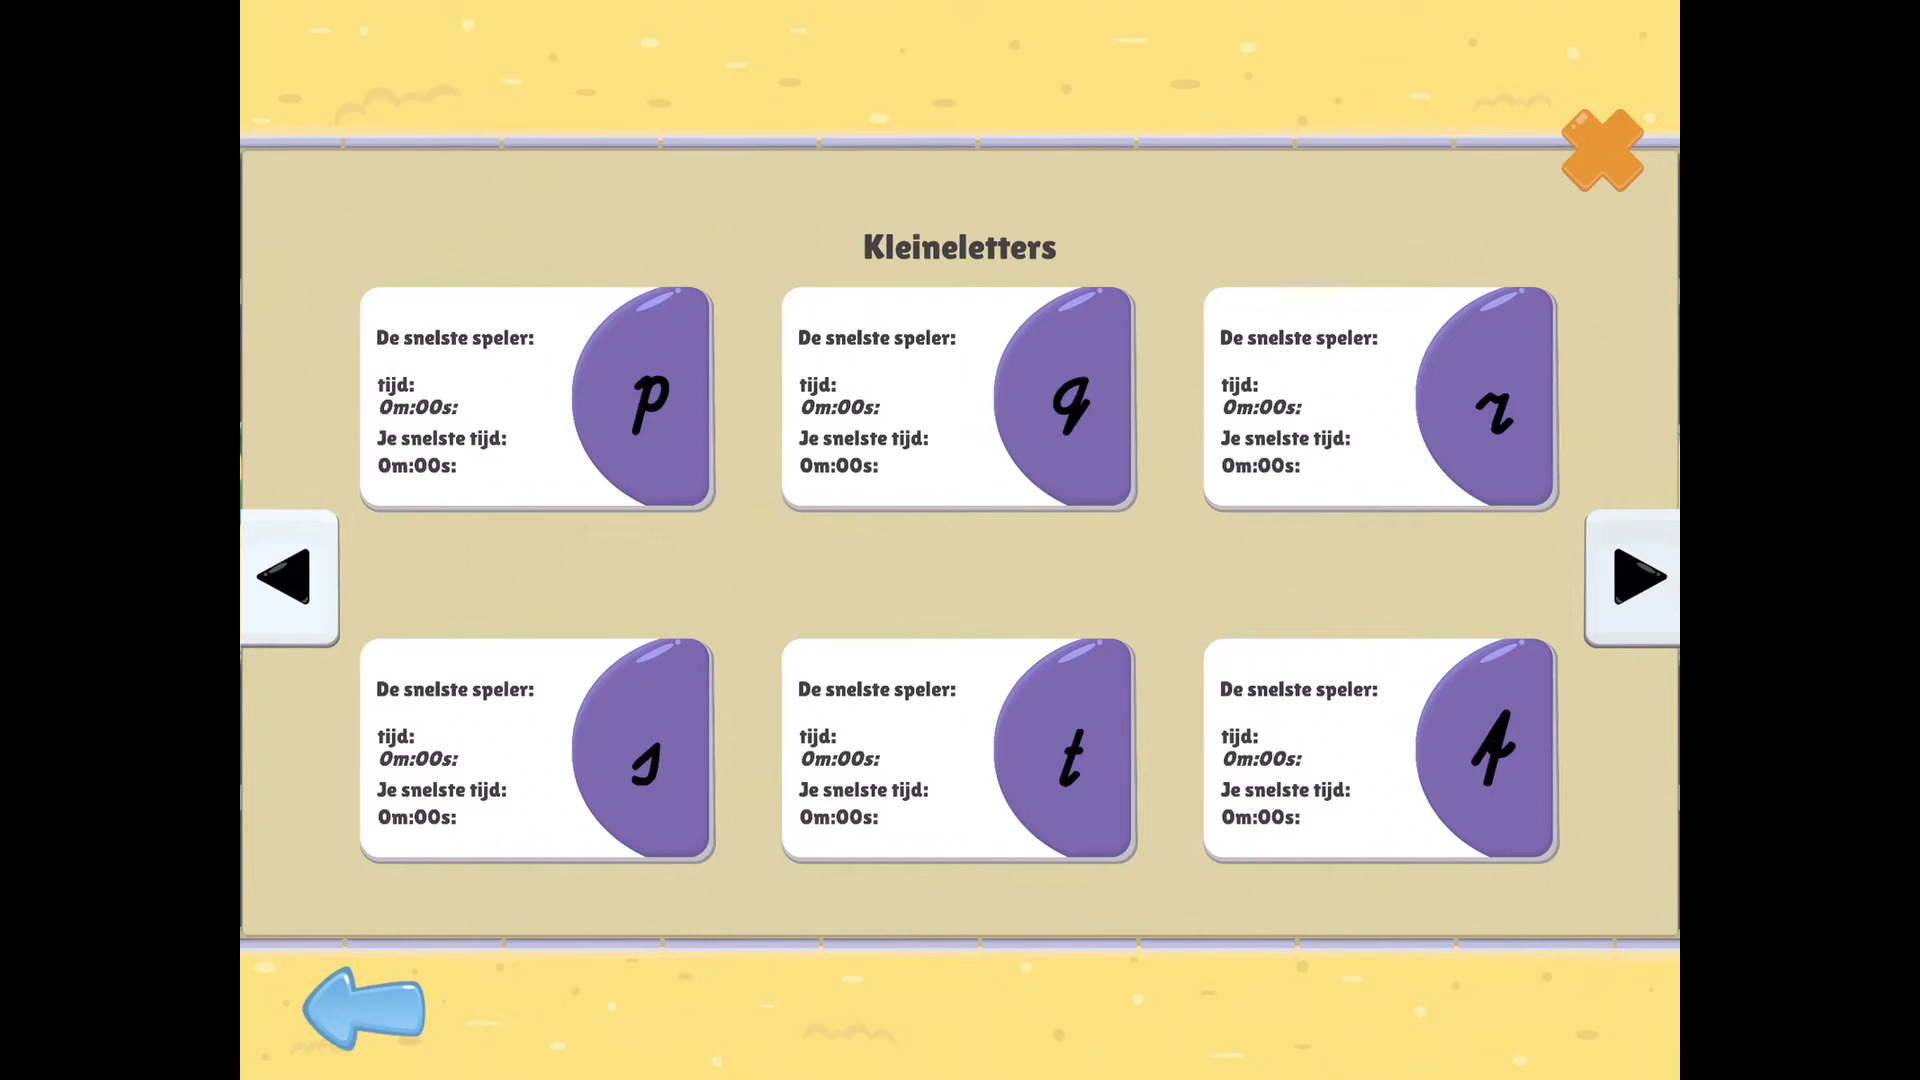 Kleineletters
De snelste speler:
tijd:
0m:00s:
Je snelste tijd:
0m:00s:
p
De snelste speler:
tijd:
0m:00s:
Je snelste tijd:
0m:00s:
q
De snelste speler:
tijd:
0m:00s:
Je snelste tijd:
0m:00s:
r
De snelste speler:
tijd:
0m:00s:
Je snelste tijd:
0m:00s:
s
De snelste speler:
tijd:
0m:00s:
Je snelste tijd:
0m:00s:
t
De snelste speler:
tijd:
0m:00s:
Je snelste tijd:
0m:00s: